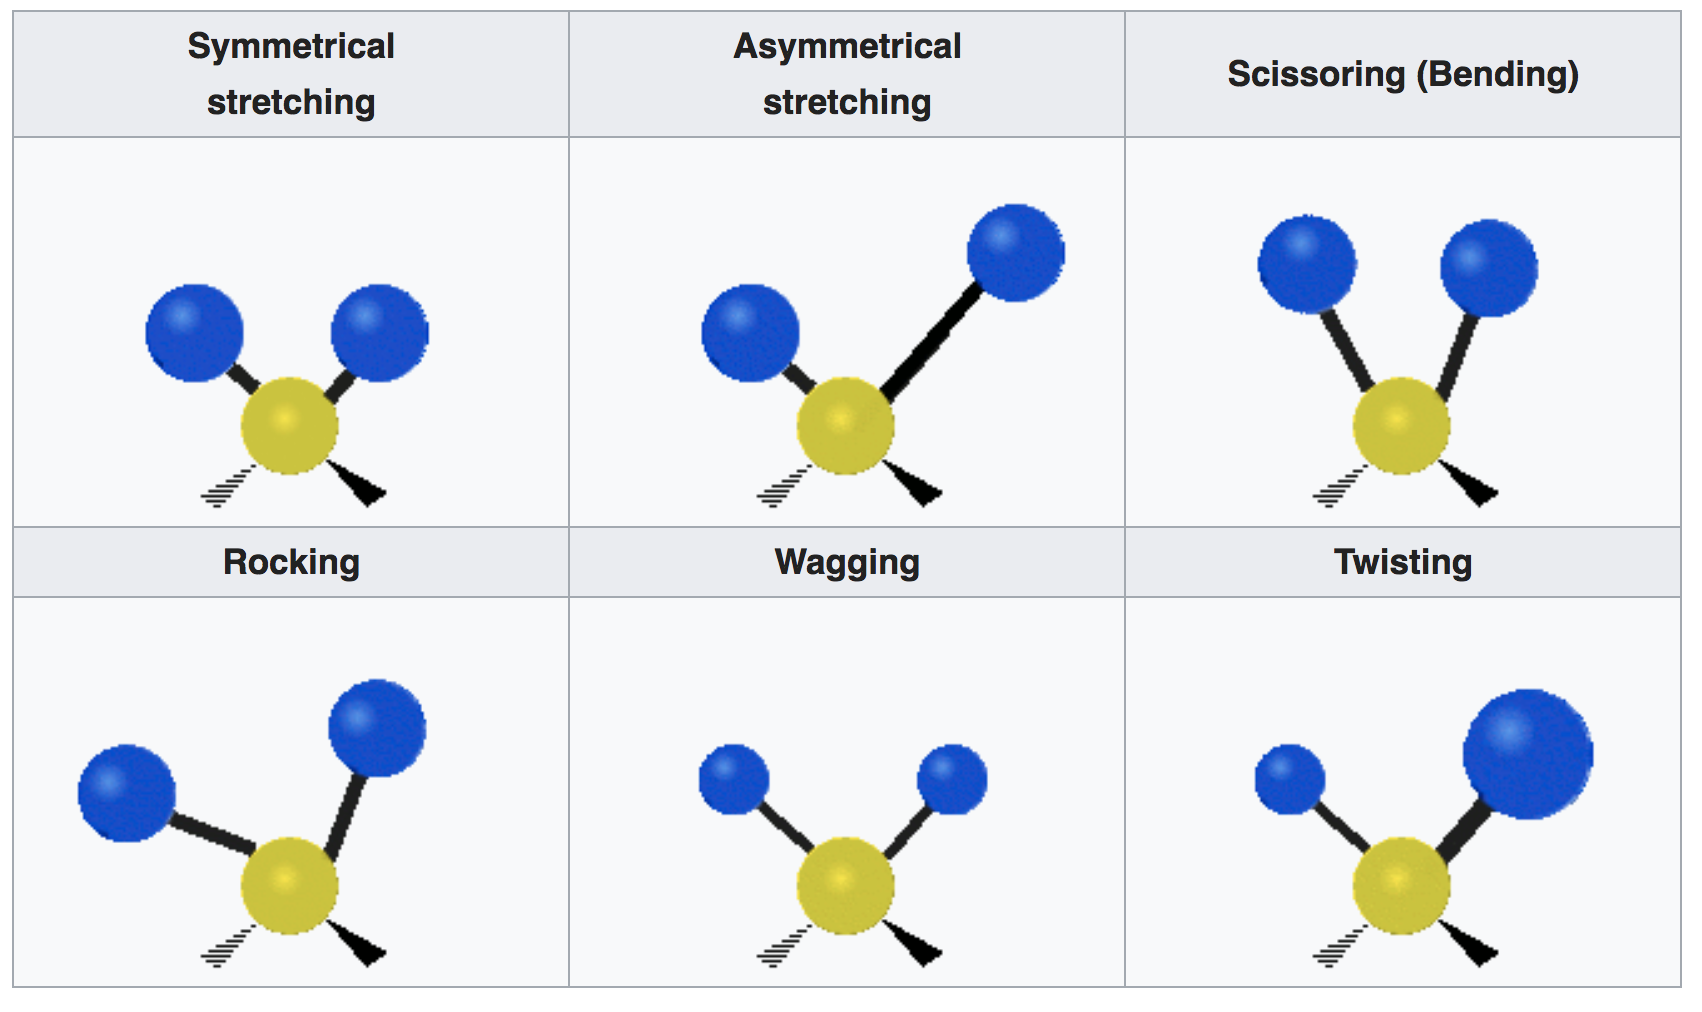 Symmetrical
stretching
Asymmetrical
stretching
Scissoring (Bending)
Rocking
Wagging
Twisting